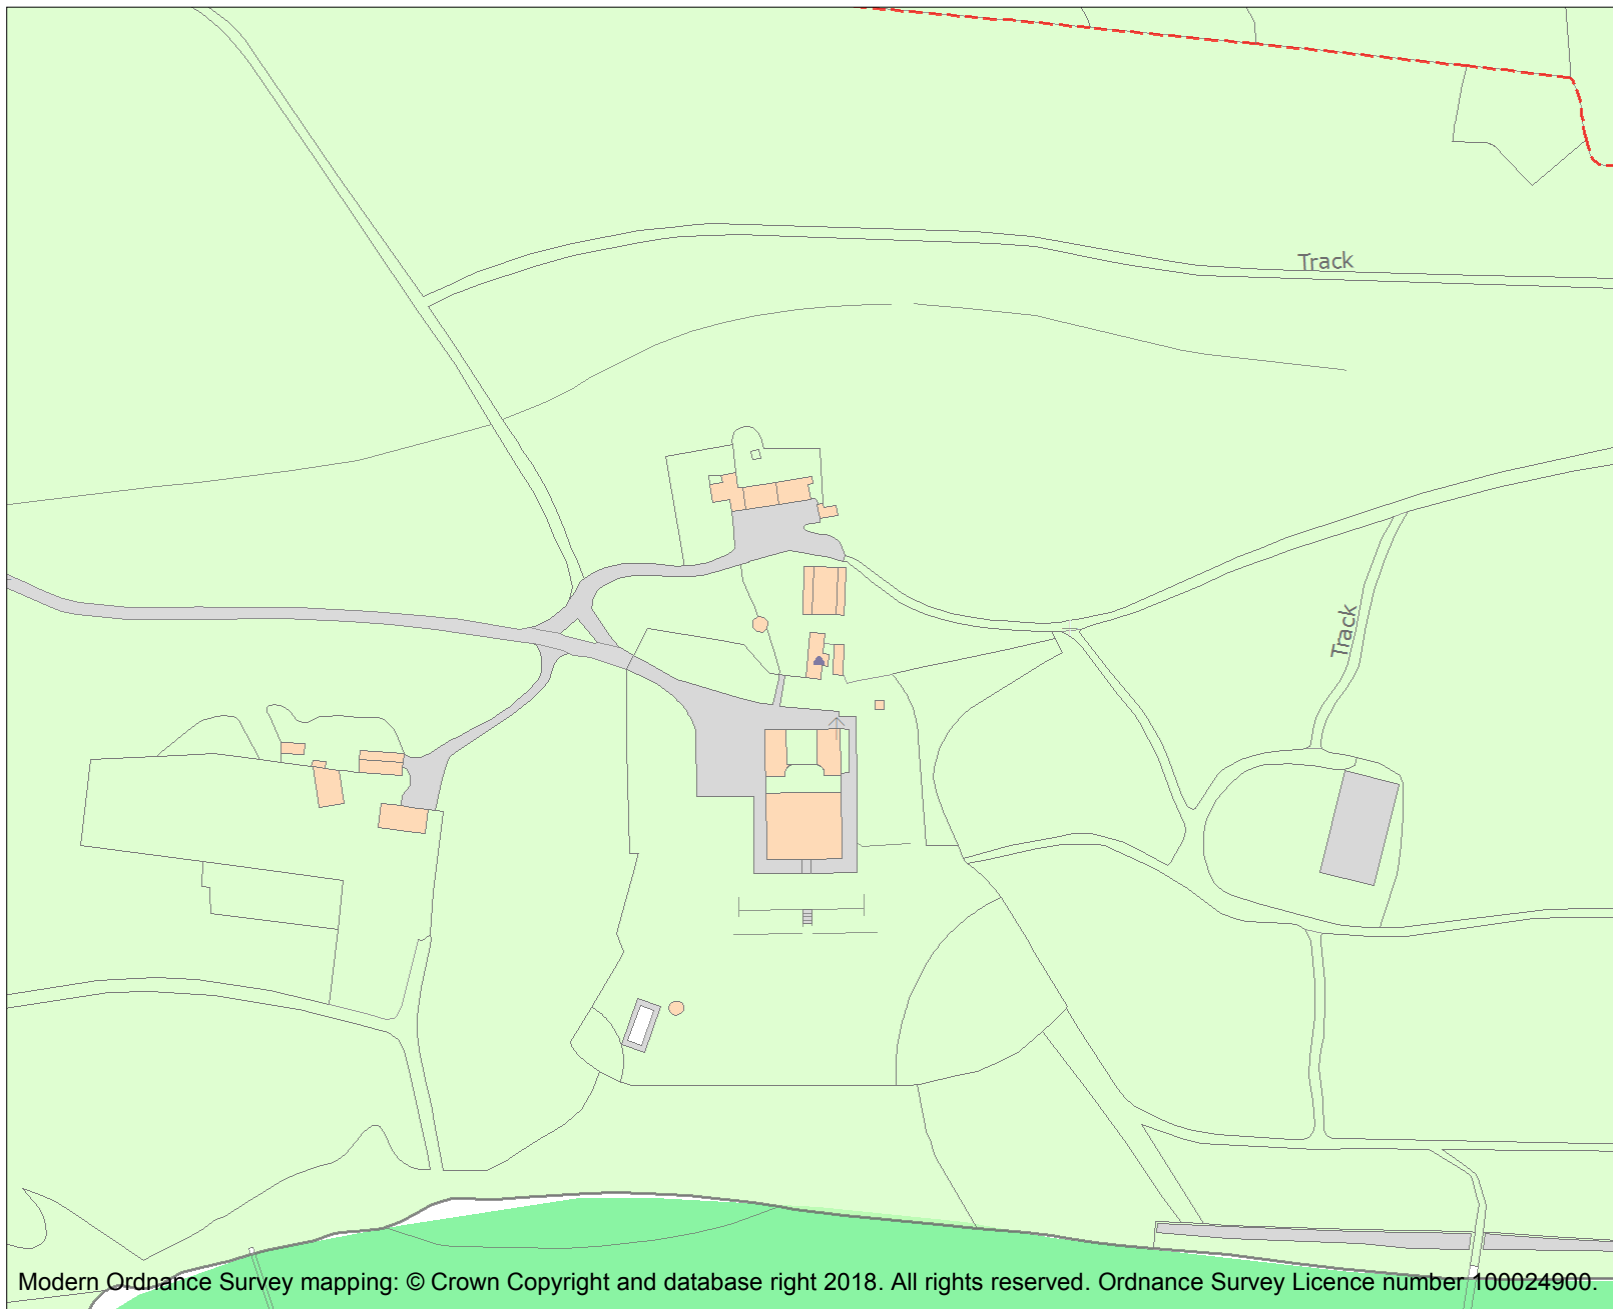 Track
Track
Modern Ordnance Survey mapping: © Crown Copyright and database right 2018. All rights reserved. Ordnance Survey Licence number 100024900.